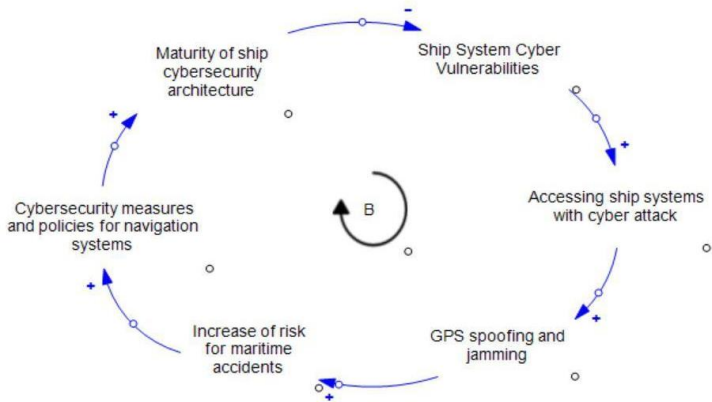 Maturity of ship
cybersecurity
architecture
-
Ship System Cyber
Vulnerabilities
+
Accessing ship systems
with cyber attack
+
GPS spoofing and
jamming
+
Increase of risk
for maritime
accidents
+
Cybersecurity measures
and policies for navigation
systems
+
B